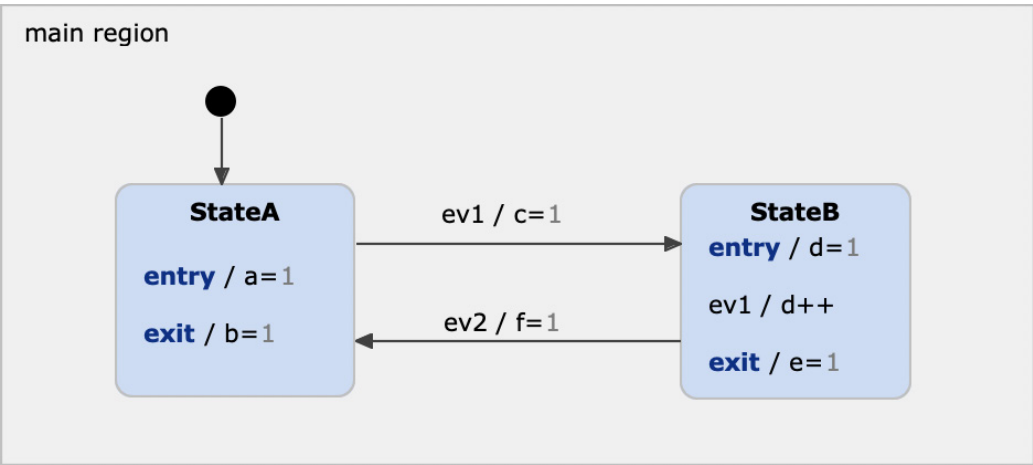 main region
StateA
entry / a=1
exit / b=1
ev1 / c=1
ev2 / f=1
StateB
entry / d=1
ev1 / d++
exit / e=1